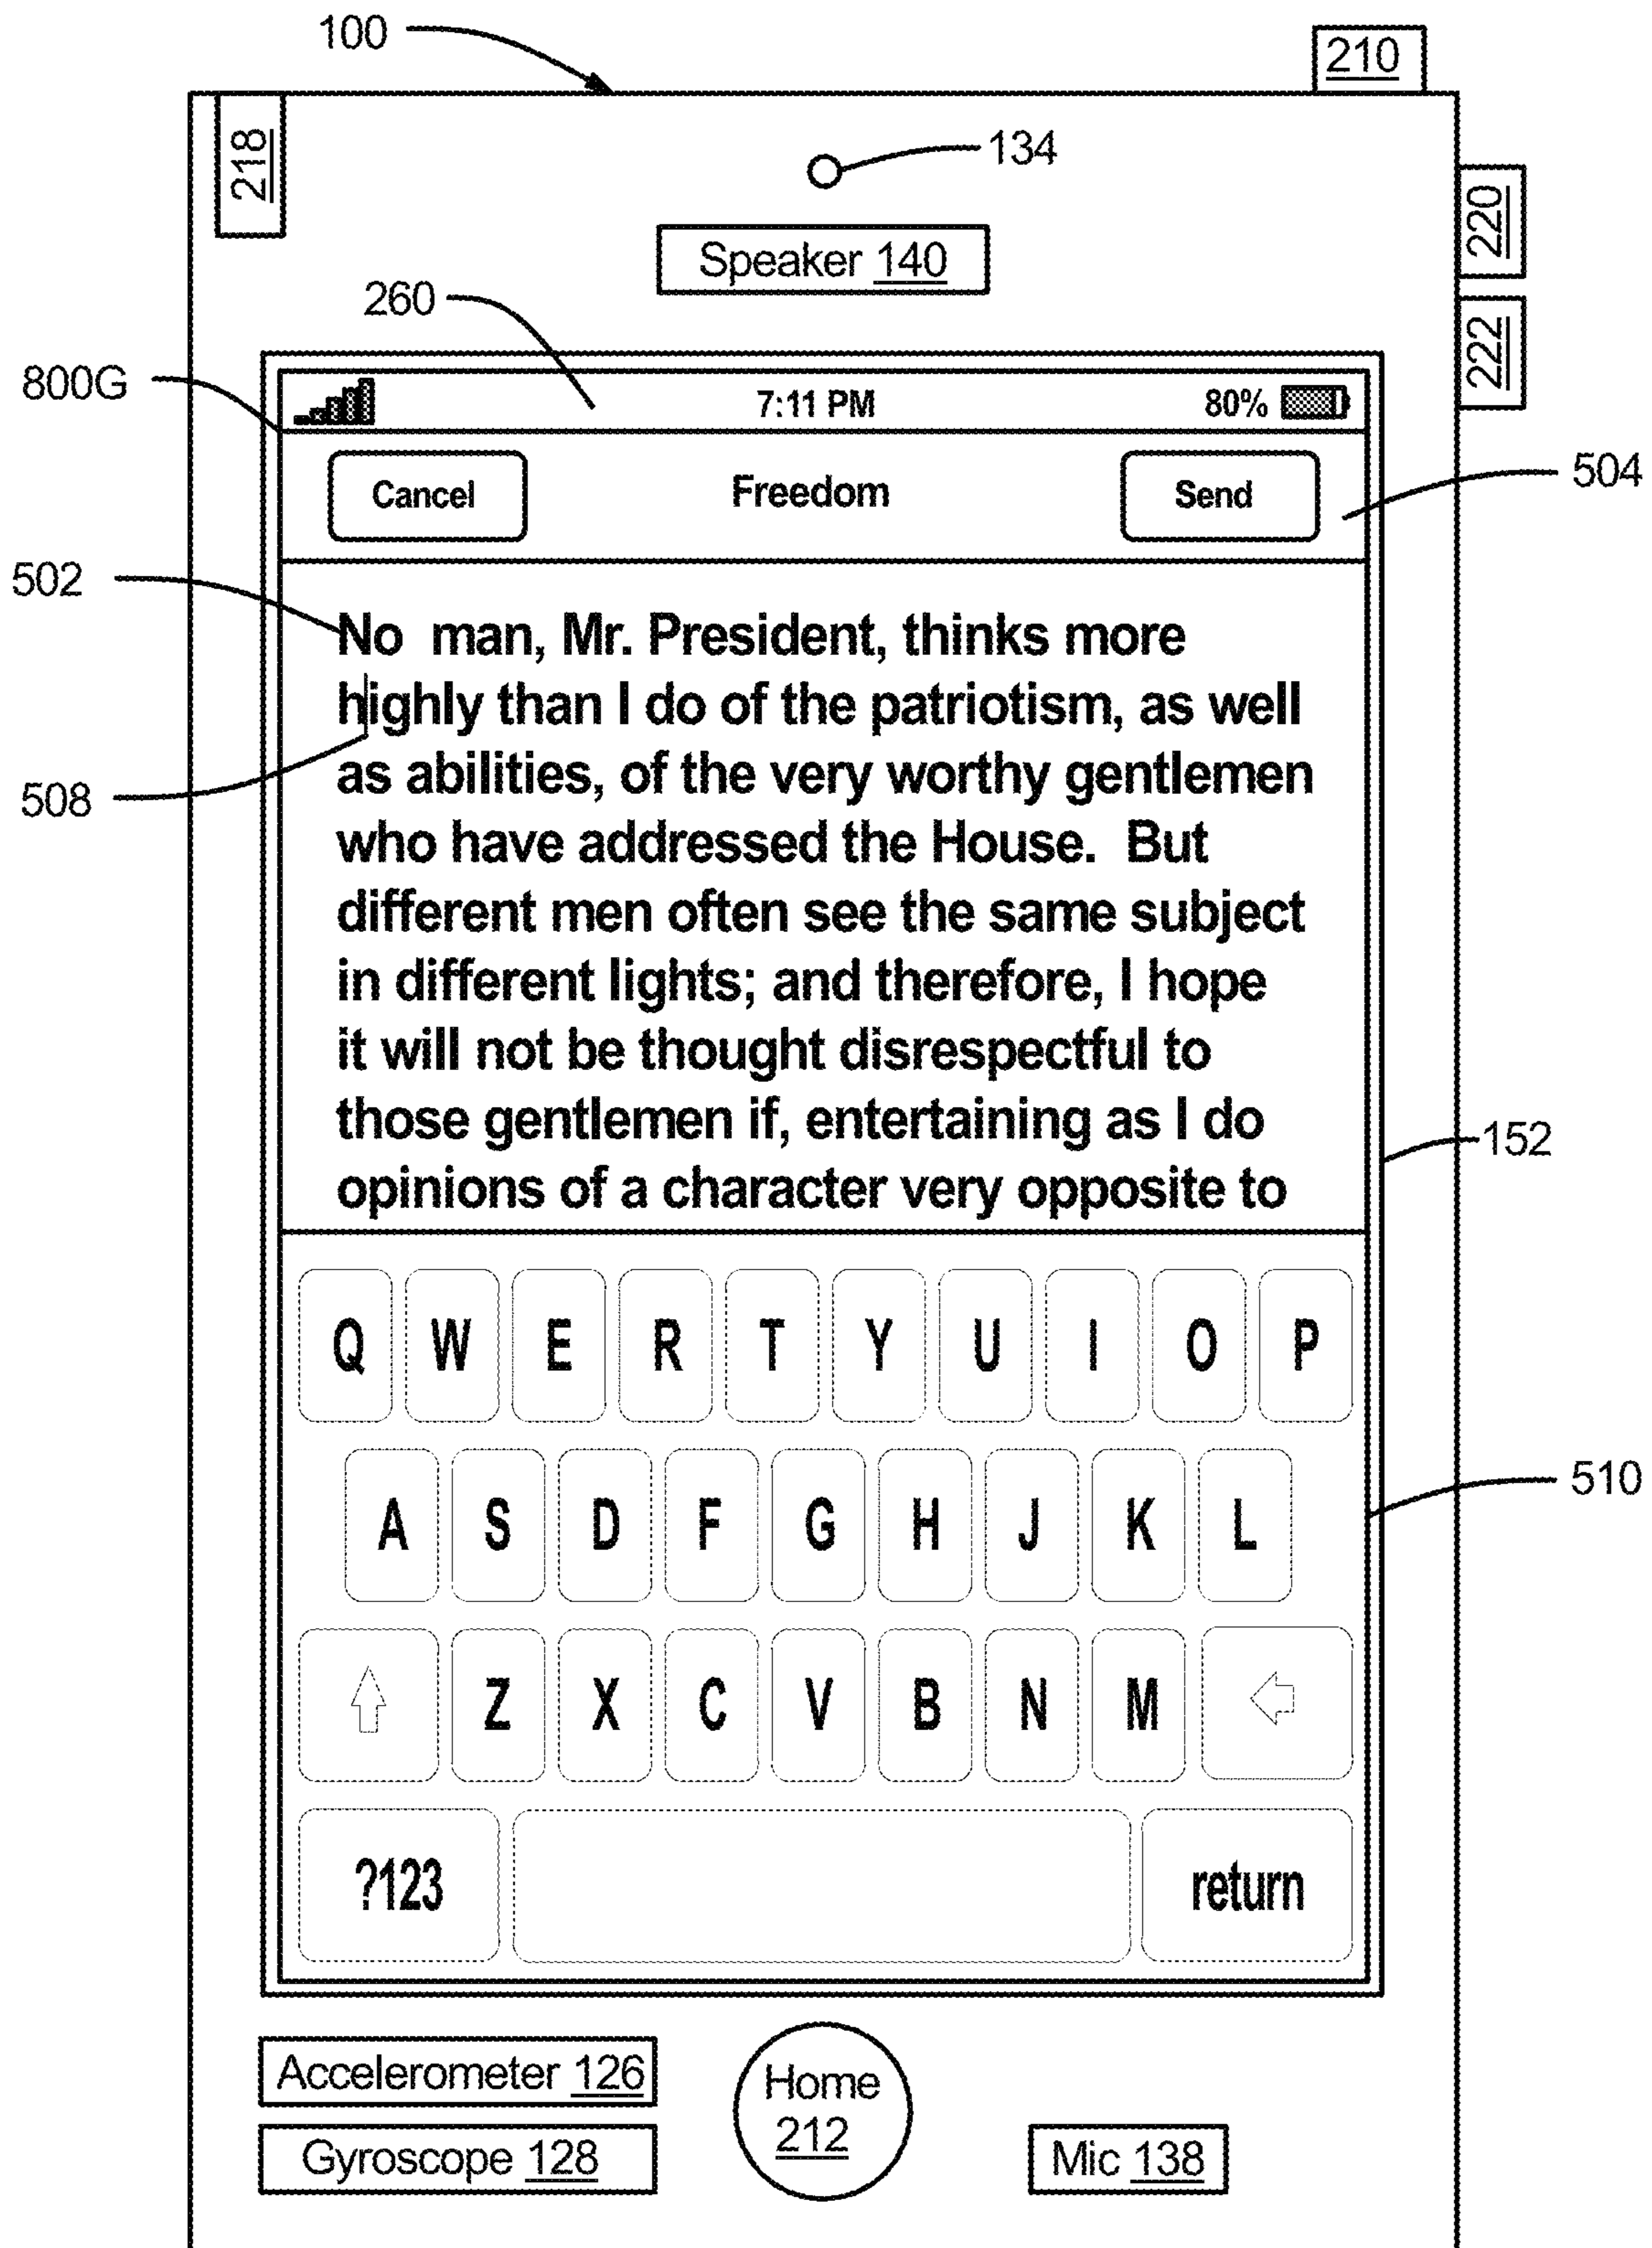 100
210
218
134
220
Speaker 140
260
222
800G
7:11 PM
80%
504
Cancel
Freedom
Send
502
No man, Mr. President, thinks more
highly than I do of the patriotism, as well
508
as abilities, of the very worthy gentlemen
who have addressed the House. But
different men often see the same subject
in different lights; and therefore, I hope
it will not be thought disrespectful to
those gentlemen if, entertaining as I do
152
opinions of a character very opposite to
Q W E R T Y U I O P
510
A S D F G H J K L
Z X C V B N M
?123
return
Accelerometer 126
Home
212
Gyroscope 128
Mic 138